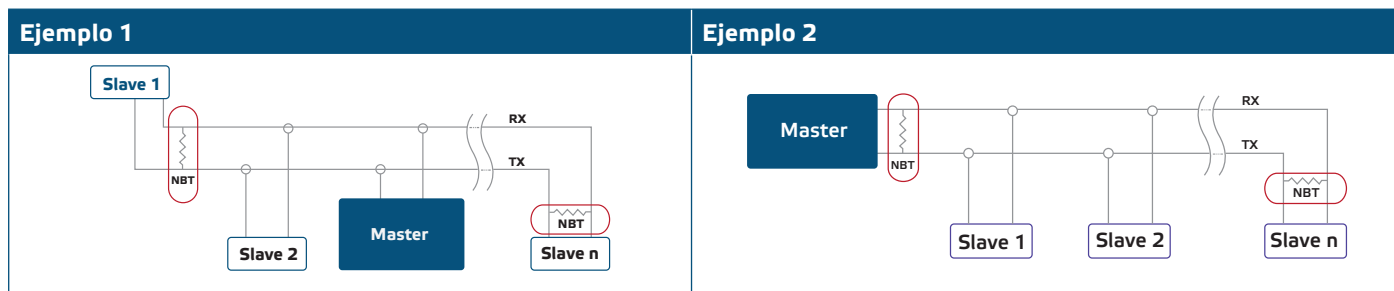 Ejemplo 1
Slave 1
RX
TX
NBT
NBT
Master
Slave 2
Slave n
Ejemplo 2
Master
RX
TX
NBT
NBT
Slave 1
Slave 2
Slave n